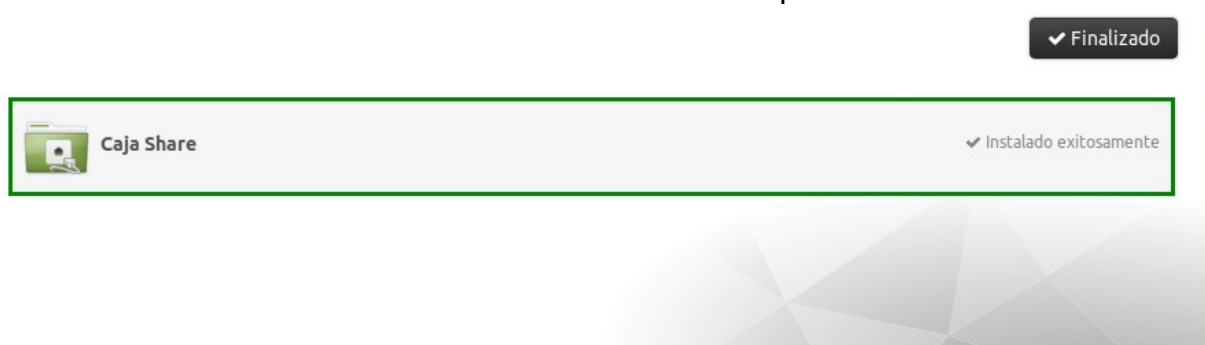 ✔ Finalizado
Caja Share
✔ Instalado exitosamente